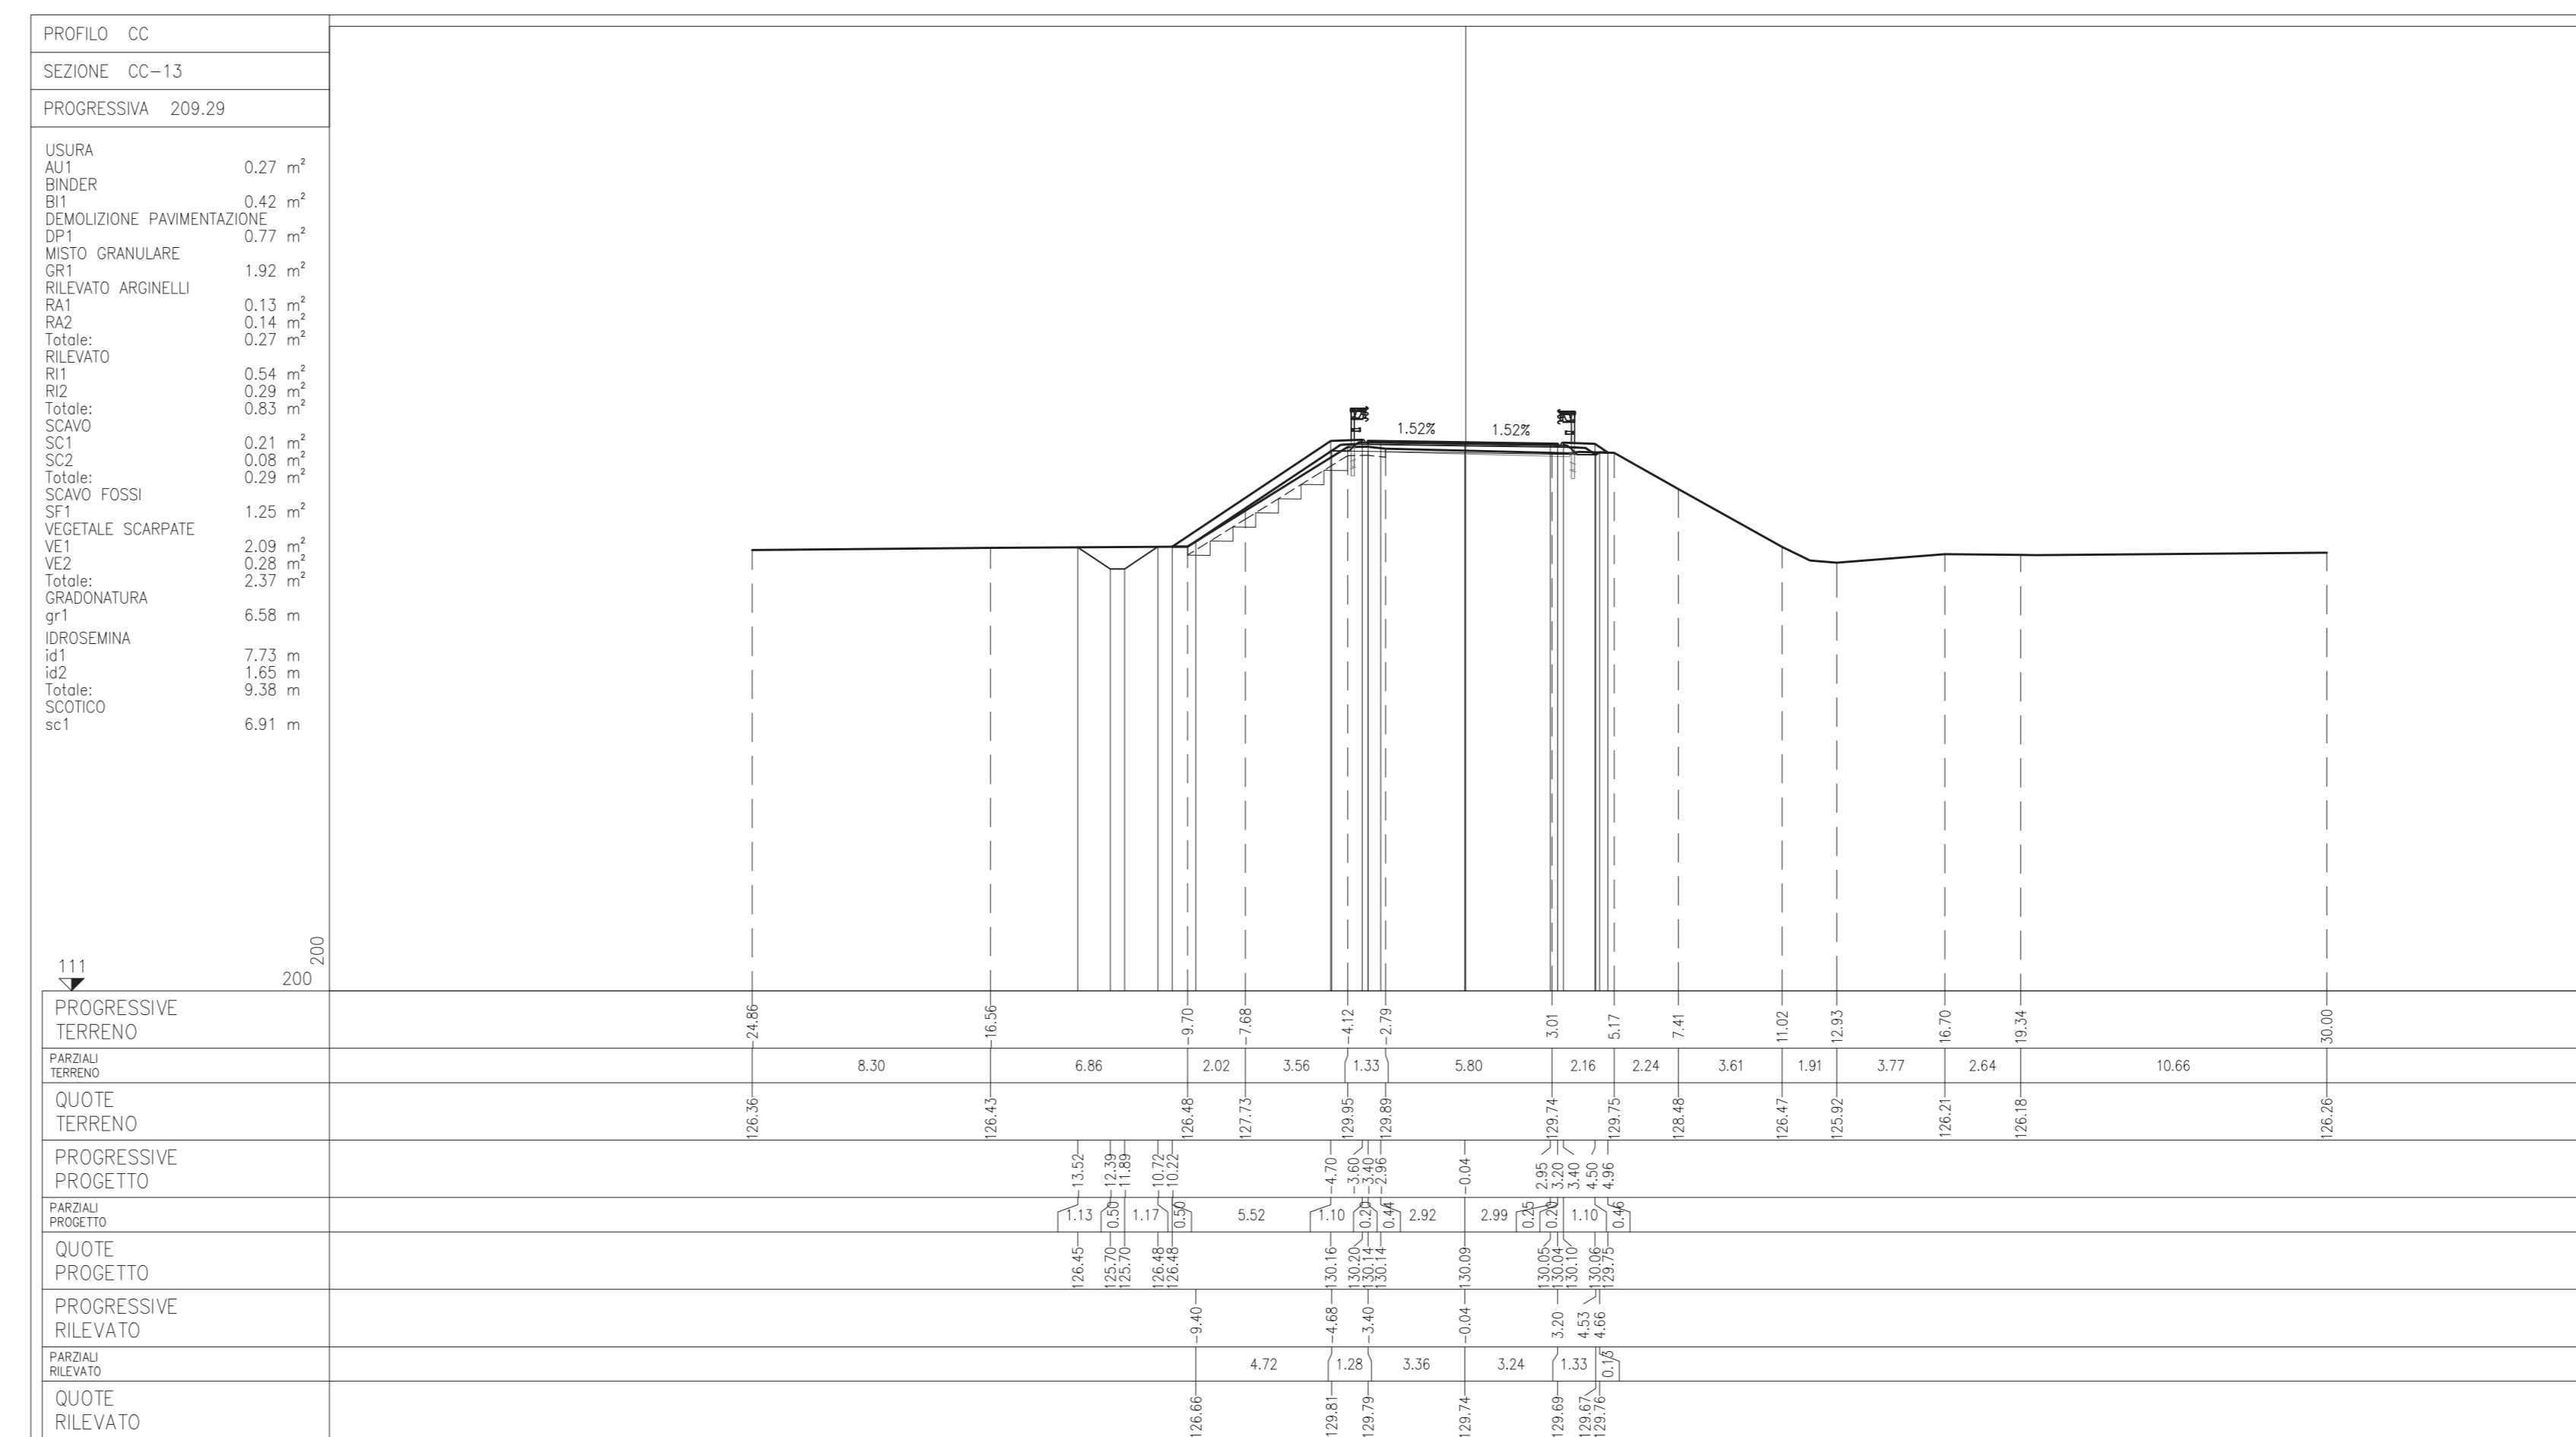 PROFILO CC
SEZIONE CC-13
PROGRESSIVA 209.29
USURA
AU1 0.27 m²
BINDER
BI1 0.42 m²
DEMOLIZIONE PAVIMENTAZIONE
DP1 0.77 m²
MISTO GRANULARE
GR1 1.92 m²
RILEVATO ARGINELLI
RA1 0.13 m²
RA2 0.14 m²
Totale: 0.27 m²
RILEVATO
RI1 0.54 m²
RI2 0.29 m²
Totale: 0.83 m²
SCAVO
SC1 0.21 m²
SC2 0.08 m²
Totale: 0.29 m²
SCAVO FOSSI
SF1 1.25 m²
VEGETALE SCARPATE
VE1 2.09 m²
VE2 0.28 m²
Totale: 2.37 m²
GRADONATURA
gr1 6.58 m
IDROSEMINA
id1 7.73 m
id2 1.65 m
Totale: 9.38 m
SCOTICO
sc1 6.91 m
1.52% 1.52%
111
200
200
PROGRESSIVE
TERRENO
-24.86 -16.56 -9.70 -7.68 -4.12 -2.79 3.01 5.17 7.41 11.02 12.93 16.70 19.34 30.00
PARZIALI
TERRENO
8.30 6.86 2.02 3.56 1.33 5.80 2.16 2.24 3.61 1.91 3.77 2.64 10.66
QUOTE
TERRENO
126.36 126.43 126.48 127.73 129.95 129.89 129.74 129.75 128.48 126.47 125.92 126.21 126.18 126.26
PROGRESSIVE
PROGETTO
-13.52 -12.39 -11.89 -10.72 -10.22 -4.70 -3.60 -3.40 -2.96 -0.04 2.95 3.20 3.40 4.50 4.96
PARZIALI
PROGETTO
1.13 0.50 1.17 0.50 5.52 1.10 0.20 0.44 2.92 2.99 0.25 0.20 1.10 0.46
QUOTE
PROGETTO
126.45 125.70 125.70 126.48 126.48 130.16 130.20 130.14 130.14 130.09 130.05 130.04 130.10 130.06 129.75
PROGRESSIVE
RILEVATO
-9.40 -4.68 -3.40 -0.04 3.20 4.53 4.66
PARZIALI
RILEVATO
4.72 1.28 3.36 3.24 1.33 0.13
QUOTE
RILEVATO
126.66 129.81 129.79 129.74 129.69 129.67 129.76